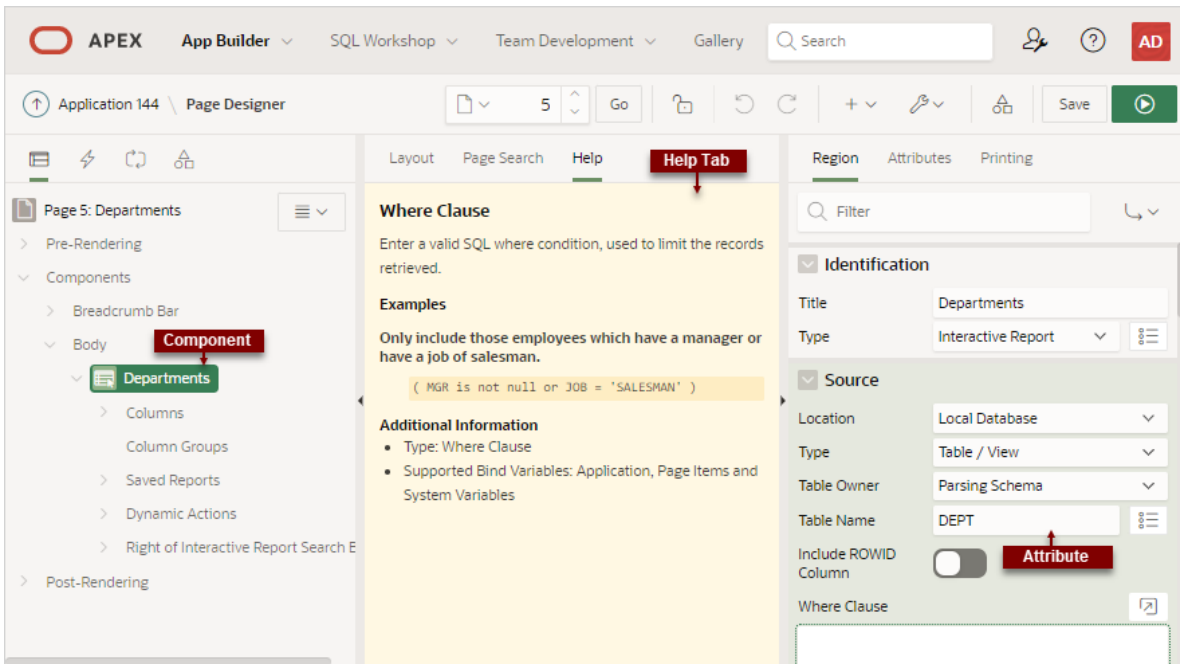 APEX App Builder SQL Workshop Team Development Gallery Search AD
Application 144 \ Page Designer 5 Go Save
Layout Page Search Help
Help Tab
Region Attributes Printing
Page 5: Departments
Pre-Rendering
Components
Breadcrumb Bar
Body
Component
Departments
Columns
Column Groups
Saved Reports
Dynamic Actions
Right of Interactive Report Search
Post-Rendering
Where Clause
Enter a valid SQL where condition, used to limit the records
retrieved.
Examples
Only include those employees which have a manager or
have a job of salesman.
( MGR is not null or JOB = 'SALESMAN' )
Additional Information
• Type: Where Clause
• Supported Bind Variables: Application, Page Items and
System Variables
Filter
Identification
Title Departments
Type Interactive Report
Source
Location Local Database
Type Table / View
Table Owner Parsing Schema
Table Name DEPT
Include ROWID
Column
Attribute
Where Clause